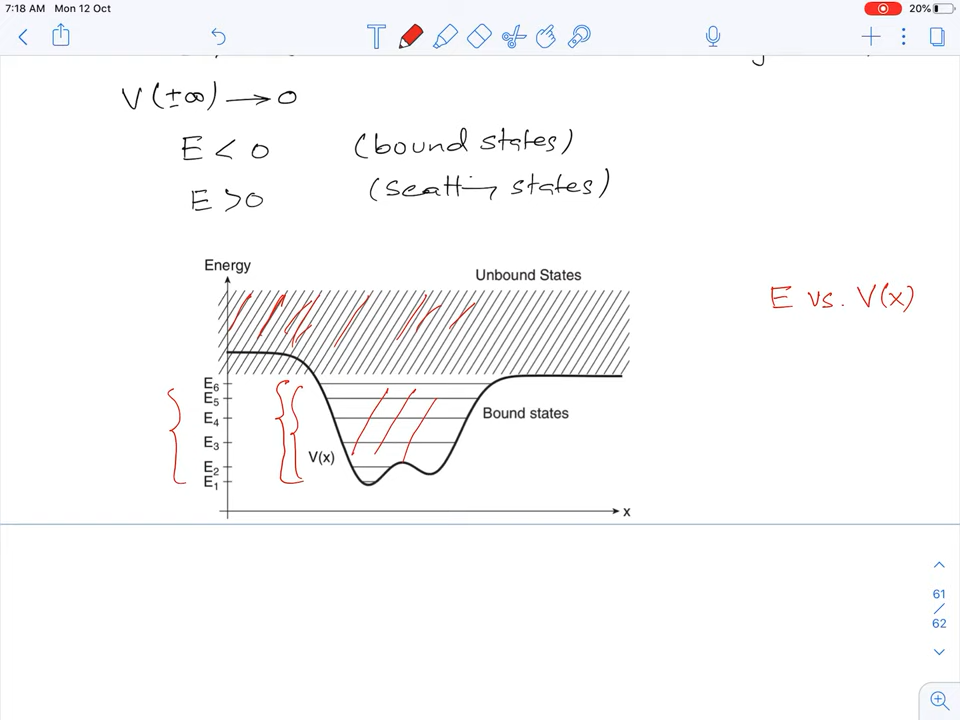 7:18 AM Mon 12 Oct
20%
T
V(±∞) → 0
E < 0 (bound states)
E > 0 (scatting states)
Energy
Unbound States
E vs. V(x)
E6
E5
E4
Bound states
E3
V(x)
E2
E1
x
61
/
62